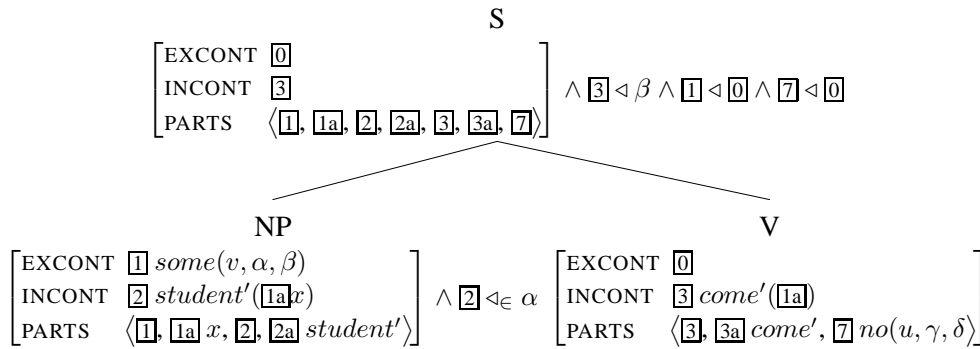 S
EXCONT 0
INCONT 3
PARTS ⟨1, 1a, 2, 2a, 3, 3a, 7⟩
∧ 3 ◁ β ∧ 1 ◁ 0 ∧ 7 ◁ 0
NP
EXCONT 1 some(v, α, β)
INCONT 2 student′(1a x)
PARTS ⟨1, 1a x, 2, 2a student′⟩
∧ 2 ◁∈ α
V
EXCONT 0
INCONT 3 come′(1a)
PARTS ⟨3, 3a come′, 7 no(u, γ, δ)⟩